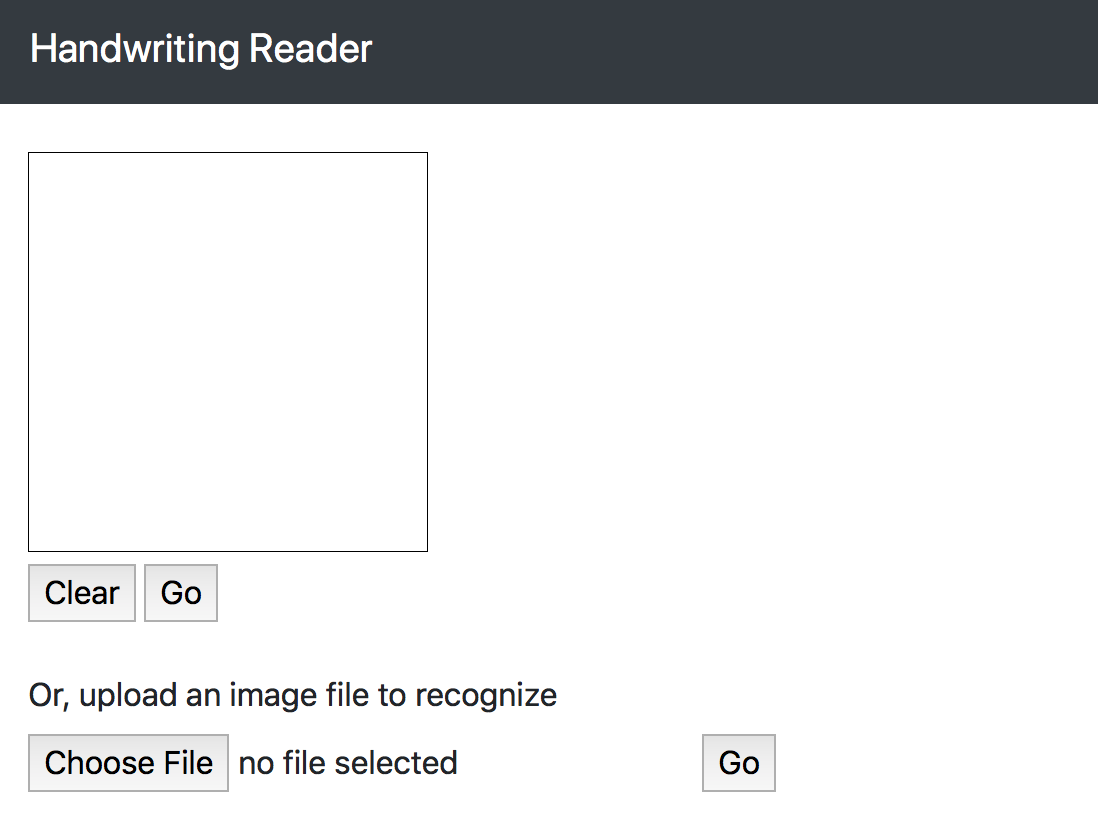 Handwriting Reader
Clear Go
Or, upload an image file to recognize
Choose File no file selected Go